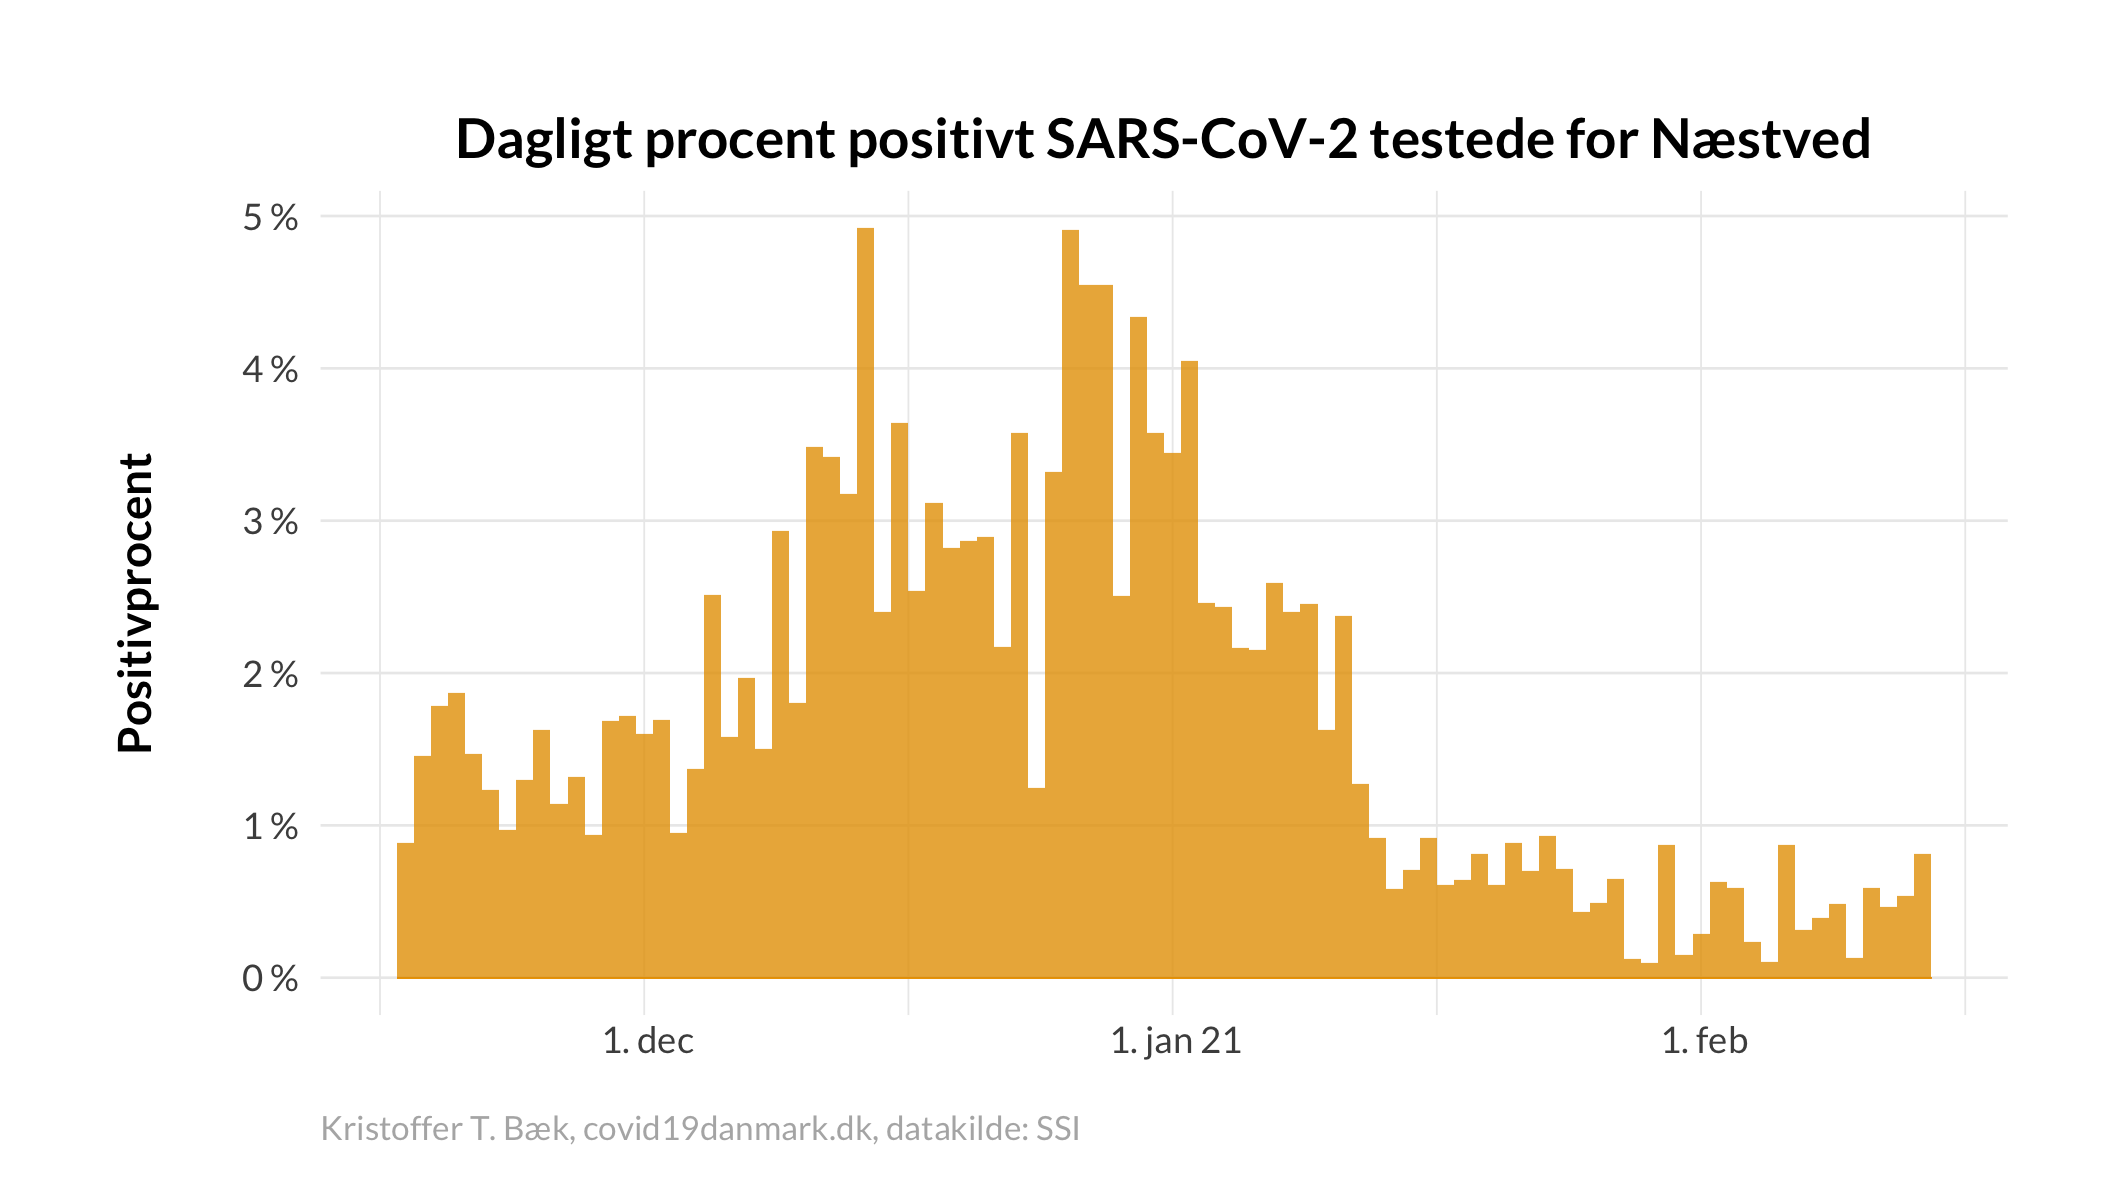 Dagligt procent positivt SARS-CoV-2 testede for Næstved
Positivprocent
5 %
4 %
3 %
2 %
1 %
0 %
1. dec
1. jan 21
1. feb
Kristoffer T. Bæk, covid19danmark.dk, datakilde: SSI